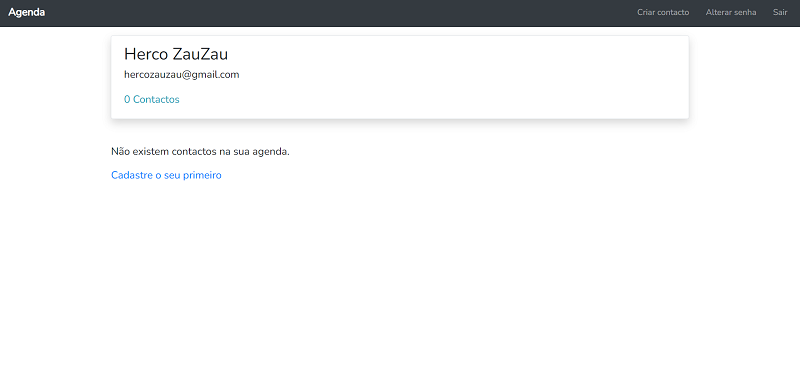 Agenda Criar contacto Alterar senha Sair
Herco ZauZau
hercozauzau@gmail.com
0 Contactos
Não existem contactos na sua agenda.
Cadastre o seu primeiro